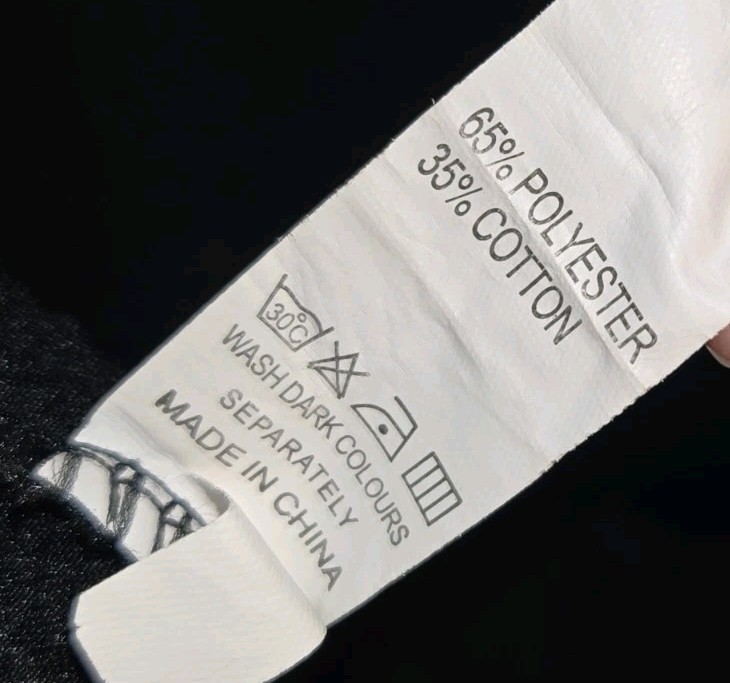 65% POLYESTER
35% COTTON
30°C
WASH DARK COLOURS
SEPARATELY
MADE IN CHINA